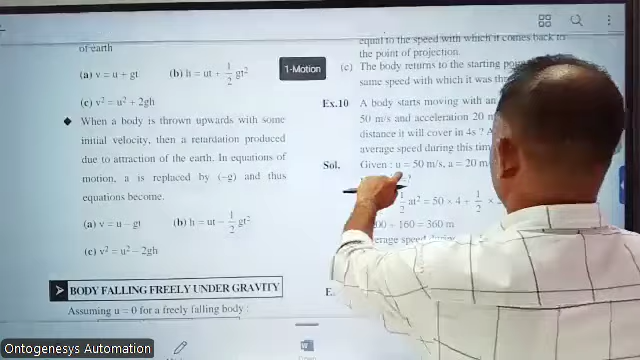 of earth
(a) v = u + gt
(b) h = ut + 1/2 gt²
(c) v² = u² + 2gh
◆ When a body is thrown upwards with some
initial velocity, then a retardation produced
due to attraction of the earth. In equations of
motion, a is replaced by (–g) and thus
equations become.
(a) v = u – gt
(b) h = ut – 1/2 gt²
(c) v² = u² – 2gh
BODY FALLING FREELY UNDER GRAVITY
Assuming u = 0 for a freely falling body :
1-Motion
equal to the speed with which it comes back to
the point of projection.
(c) The body returns to the starting
same speed with which it was
Ex.10 A body starts moving with an
50 m/s and acceleration 20
distance it will cover in 4s ?
average speed during this
Sol. Given : u = 50 m/s, a = 20
1/2 at² = 50 × 4 + 1/2 ×
160 = 360 m
speed during
Ontogenesys Automation